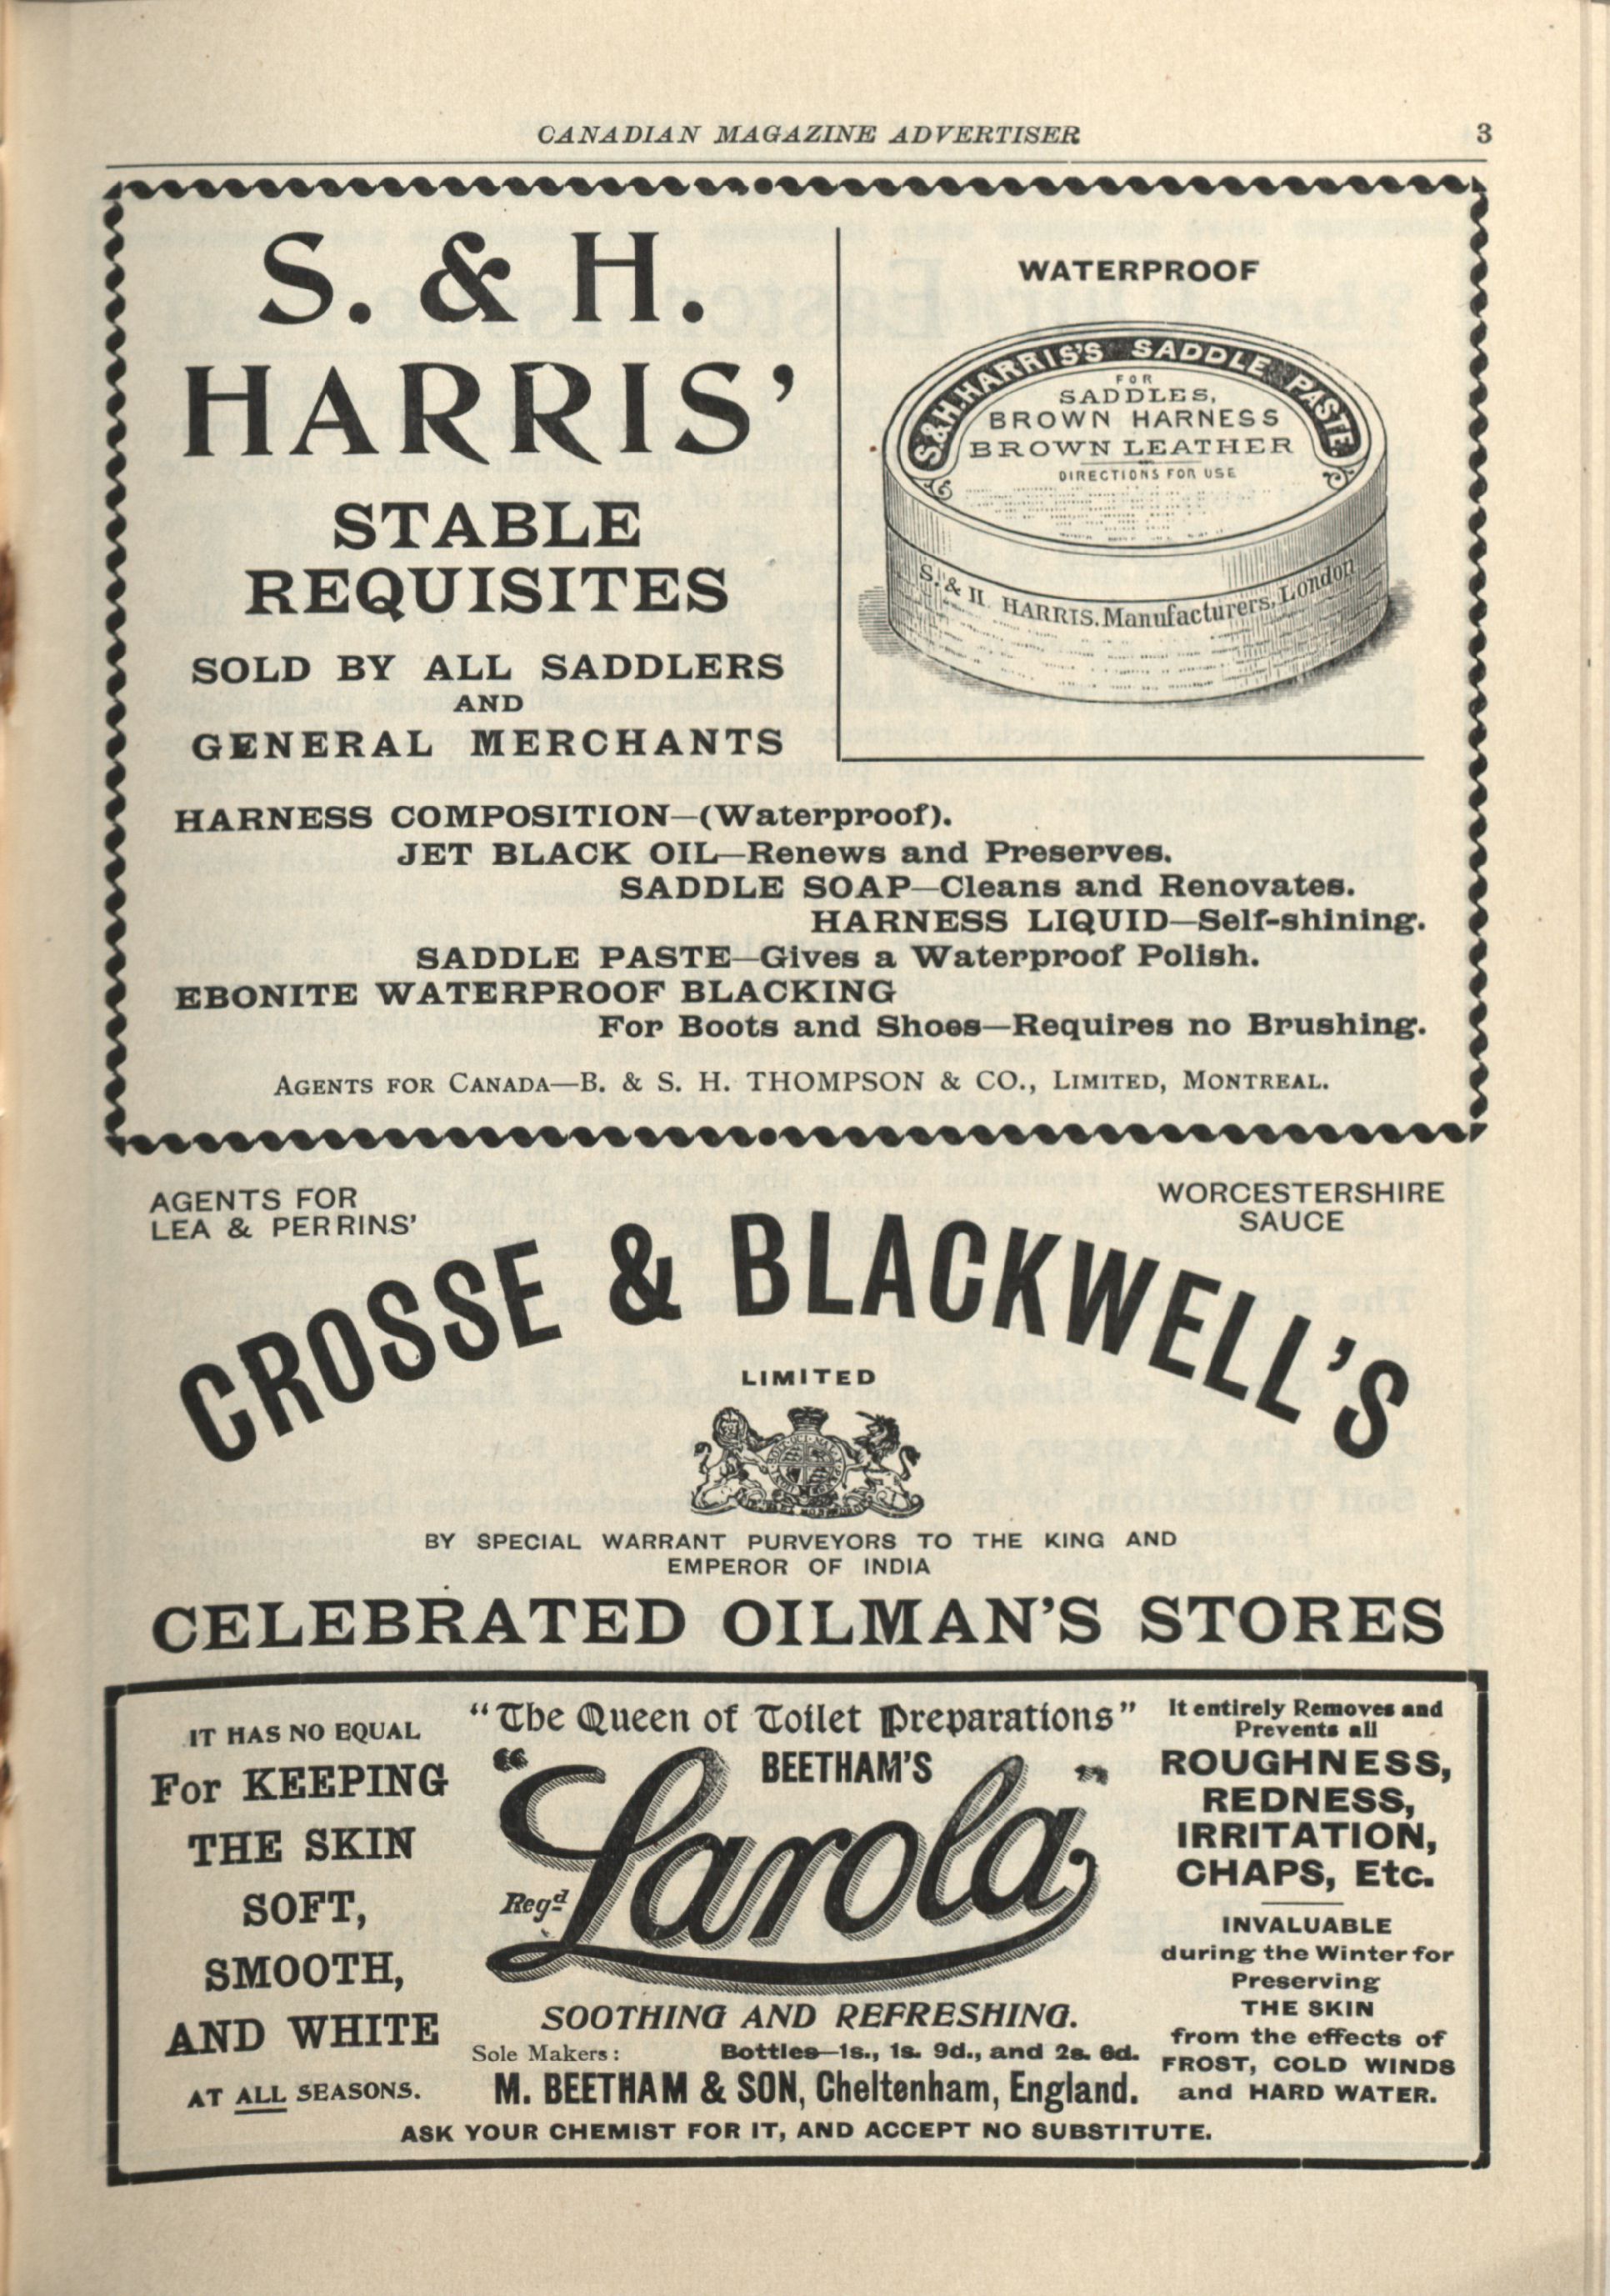 CANADIAN MAGAZINE ADVERTISER 3
S. & H.
HARRIS'
STABLE
REQUISITES
SOLD BY ALL SADDLERS
AND
GENERAL MERCHANTS
WATERPROOF
S.&H.HARRIS'S SADDLE PASTE.
FOR
SADDLES,
BROWN HARNESS
BROWN LEATHER
DIRECTIONS FOR USE
S. & H. HARRIS. Manufacturers, London
HARNESS COMPOSITION—(Waterproof).
JET BLACK OIL—Renews and Preserves.
SADDLE SOAP—Cleans and Renovates.
HARNESS LIQUID—Self-shining.
SADDLE PASTE—Gives a Waterproof Polish.
EBONITE WATERPROOF BLACKING
For Boots and Shoes—Requires no Brushing.
AGENTS FOR CANADA—B. & S. H. THOMPSON & CO., LIMITED, MONTREAL.
AGENTS FOR
LEA & PERRINS'
WORCESTERSHIRE
SAUCE
CROSSE & BLACKWELL'S
LIMITED
BY SPECIAL WARRANT PURVEYORS TO THE KING AND
EMPEROR OF INDIA
CELEBRATED OILMAN'S STORES
IT HAS NO EQUAL
For KEEPING
THE SKIN
SOFT,
SMOOTH,
AND WHITE
AT ALL SEASONS.
"The Queen of Toilet Preparations"
BEETHAM'S
"Larola"
Regd
SOOTHING AND REFRESHING.
Sole Makers: Bottles—1s., 1s. 9d., and 2s. 6d.
M. BEETHAM & SON, Cheltenham, England.
It entirely Removes and
Prevents all
ROUGHNESS,
REDNESS,
IRRITATION,
CHAPS, Etc.
INVALUABLE
during the Winter for
Preserving
THE SKIN
from the effects of
FROST, COLD WINDS
and HARD WATER.
ASK YOUR CHEMIST FOR IT, AND ACCEPT NO SUBSTITUTE.